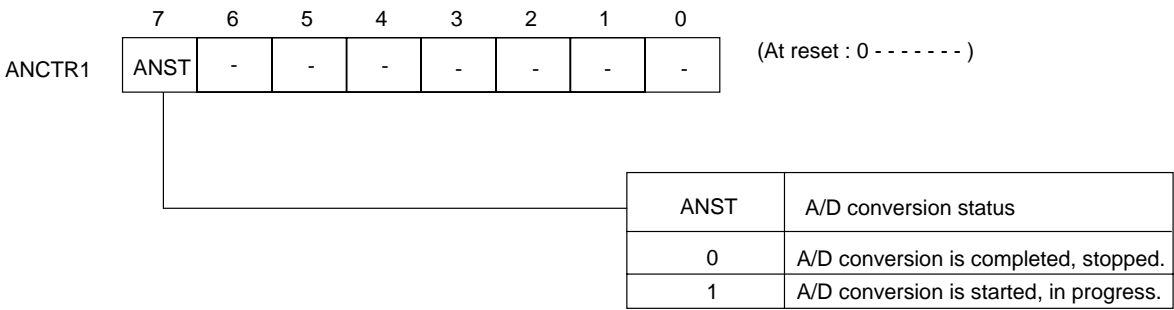 7 6 5 4 3 2 1 0
ANCTR1 ANST - - - - - - - (At reset : 0 - - - - - - - )
ANST A/D conversion status
0 A/D conversion is completed, stopped.
1 A/D conversion is started, in progress.